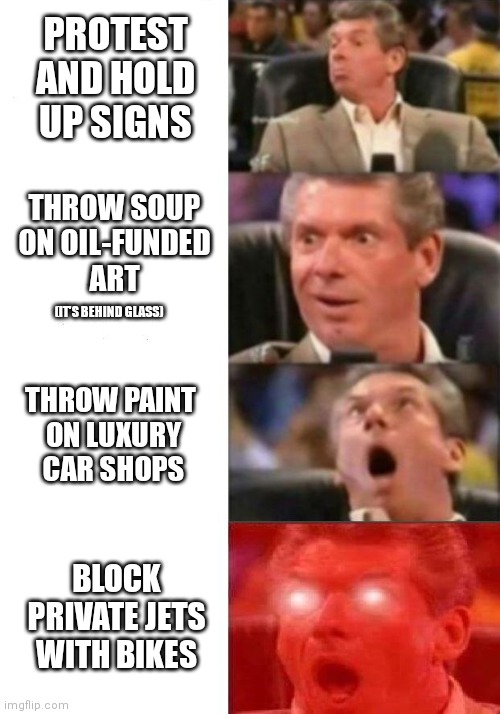 PROTEST
AND HOLD
UP SIGNS
THROW SOUP
ON OIL-FUNDED
ART
(IT'S BEHIND GLASS)
THROW PAINT
ON LUXURY
CAR SHOPS
BLOCK
PRIVATE JETS
WITH BIKES
imgflip.com